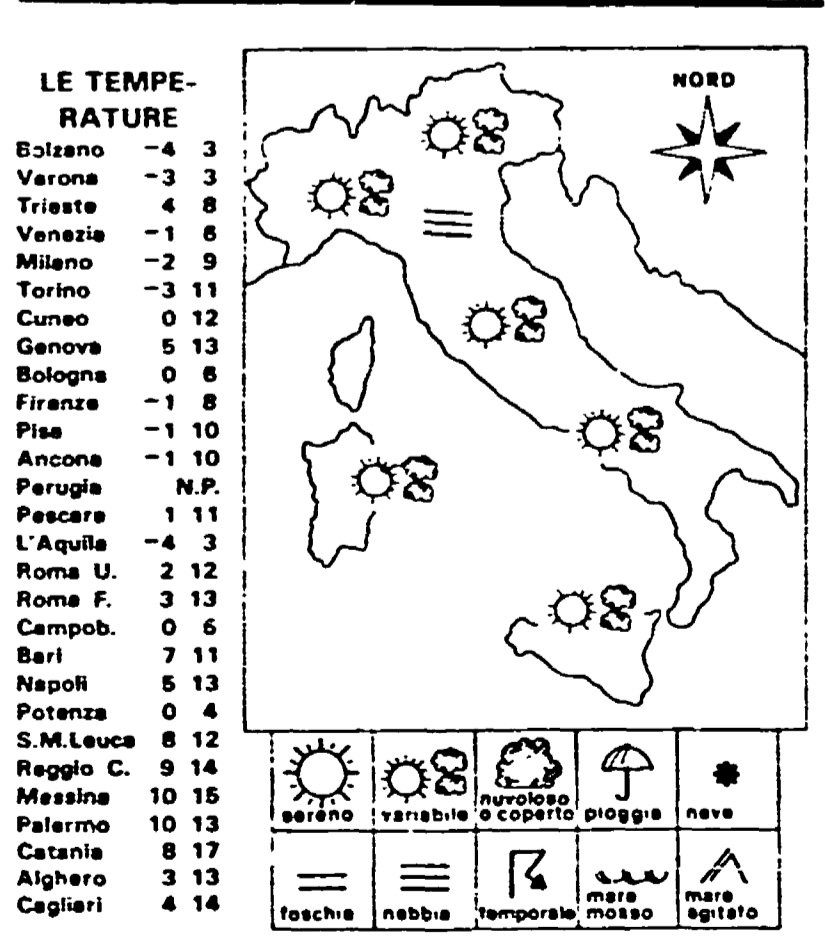 LE TEMPE-
RATURE
Bolzano -4 3
Verona -3 3
Trieste 4 8
Venezia -1 6
Milano -2 9
Torino -3 11
Cuneo 0 12
Genova 5 13
Bologna 0 6
Firenze -1 8
Pisa -1 10
Ancona -1 10
Perugia N.P.
Pescara 1 11
L'Aquila -4 3
Roma U. 2 12
Roma F. 3 13
Campob. 0 6
Bari 7 11
Napoli 5 13
Potenza 0 4
S.M.Leuca 8 12
Reggio C. 9 14
Messina 10 15
Palermo 10 13
Catania 8 17
Alghero 3 13
Cagliari 4 14
NORD
sereno
variabile
nuvoloso
o coperto
pioggia
neve
foschia
nebbia
temporale
mare
mosso
mare
agitato